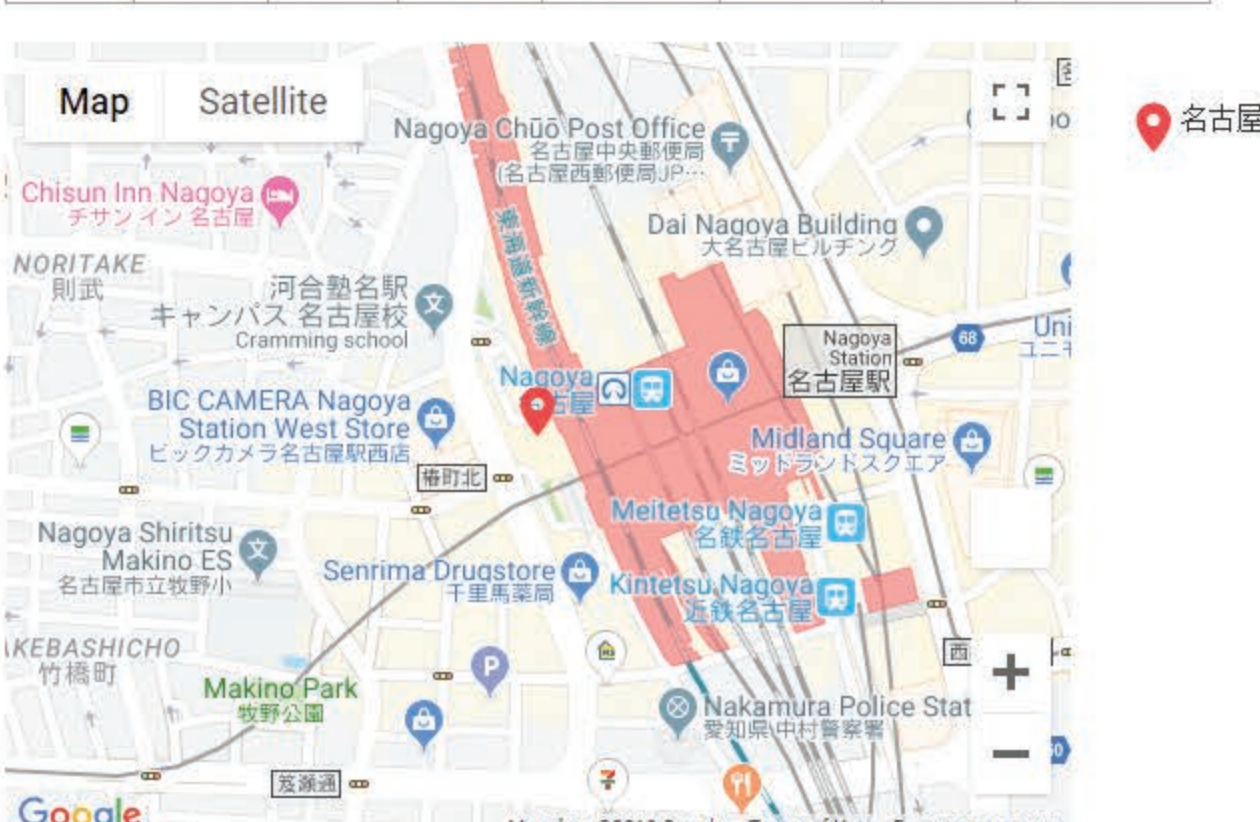 Map
Satellite
名古屋
Nagoya Chūō Post Office
名古屋中央郵便局
(名古屋西郵便局JP…
Chisun Inn Nagoya
チサン イン 名古屋
Dai Nagoya Building
大名古屋ビルヂング
NORITAKE
則武
東海道新幹線
河合塾名駅
キャンパス 名古屋校
Cramming school
Nagoya
Station
名古屋駅
68
Uni
ユニモ
Nagoya
古屋
BIC CAMERA Nagoya
Station West Store
ビックカメラ名古屋駅西店
Midland Square
ミッドランドスクエア
椿町北
Meitetsu Nagoya
名鉄名古屋
Nagoya Shiritsu
Makino ES
名古屋市立牧野小
Senrima Drugstore
千里馬薬局
Kintetsu Nagoya
近鉄名古屋
AKEBASHICHO
竹橋町
西
P
Makino Park
牧野公園
Nakamura Police Stat
愛知県中村警察署
60
笈瀬通
7
Google